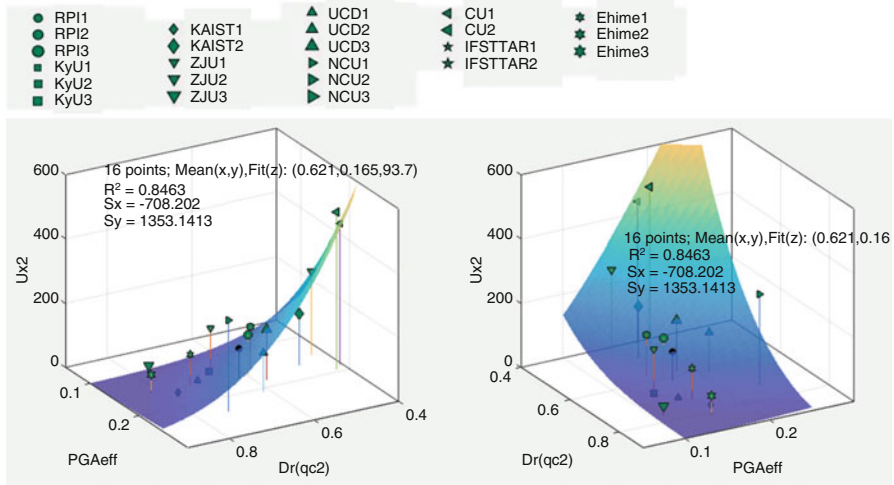 RPI1
RPI2
RPI3
KyU1
KyU2
KyU3
KAIST1
KAIST2
ZJU1
ZJU2
ZJU3
UCD1
UCD2
UCD3
NCU1
NCU2
NCU3
CU1
CU2
IFSTTAR1
IFSTTAR2
Ehime1
Ehime2
Ehime3
600
400
200
0
Ux2
16 points; Mean(x,y),Fit(z): (0.621,0.165,93.7)
R² = 0.8463
Sx = -708.202
Sy = 1353.1413
0.1
0.2
PGAeff
0.8
0.6
0.4
Dr(qc2)
600
400
200
0
Ux2
16 points; Mean(x,y),Fit(z): (0.621,0.16
R² = 0.8463
Sx = -708.202
Sy = 1353.1413
0.4
0.6
0.8
Dr(qc2)
0.1
0.2
PGAeff